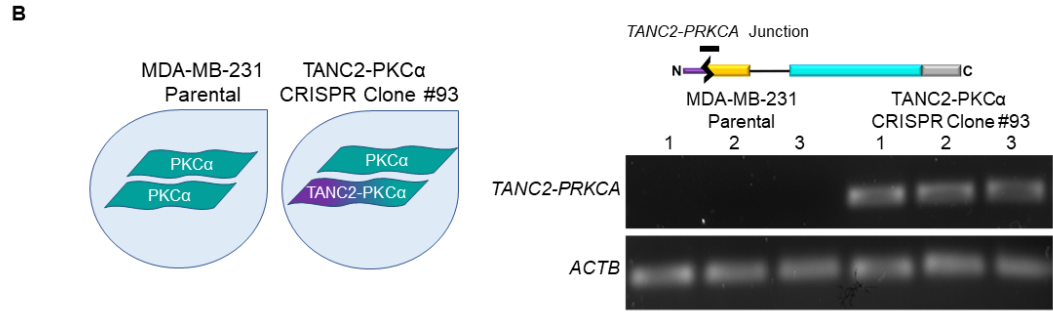 B
MDA-MB-231
Parental
TANC2-PKCα
CRISPR Clone #93
PKCα
PKCα
PKCα
TANC2-PKCα
TANC2-PRKCA Junction
N
C
MDA-MB-231
Parental
TANC2-PKCα
CRISPR Clone #93
1 2 3 1 2 3
TANC2-PRKCA
ACTB